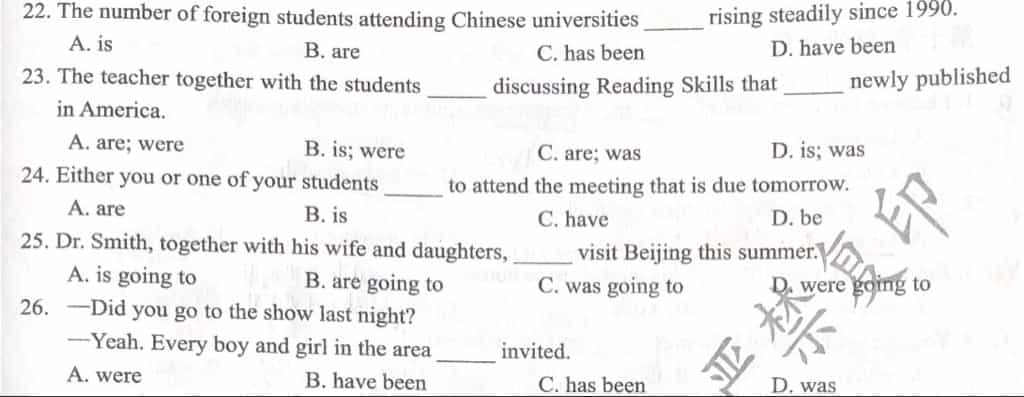 22. The number of foreign students attending Chinese universities ______ rising steadily since 1990.
A. is B. are C. has been D. have been
23. The teacher together with the students ______ discussing Reading Skills that ______ newly published
in America.
A. are; were B. is; were C. are; was D. is; was
24. Either you or one of your students ______ to attend the meeting that is due tomorrow.
A. are B. is C. have D. be
25. Dr. Smith, together with his wife and daughters, ______ visit Beijing this summer.
A. is going to B. are going to C. was going to D. were going to
26. —Did you go to the show last night?
—Yeah. Every boy and girl in the area ______ invited.
A. were B. have been C. has been D. was
严禁复印